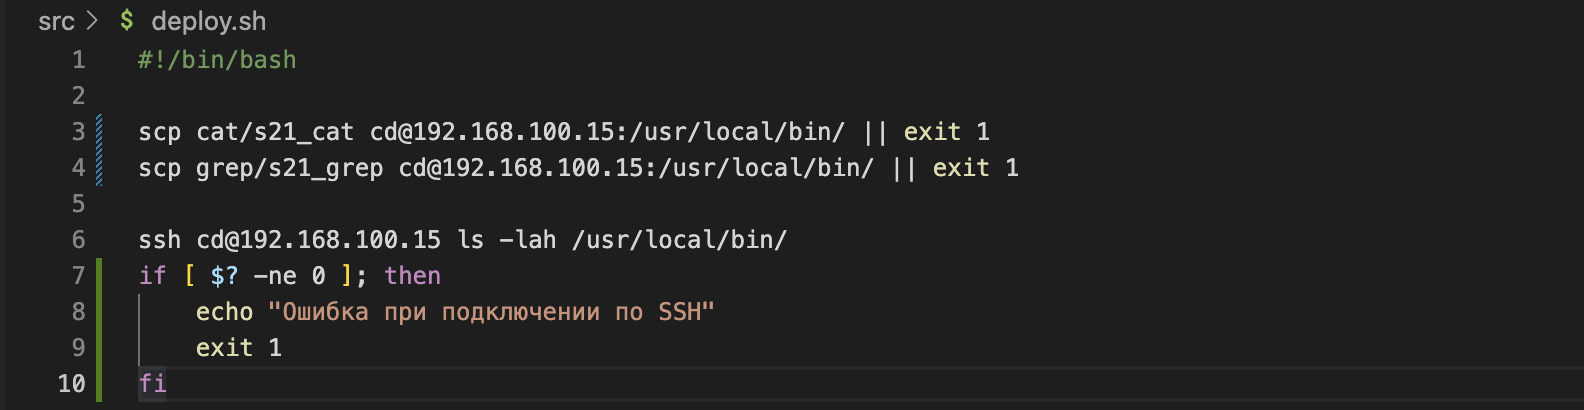 src > $ deploy.sh
1 #!/bin/bash
2
3 scp cat/s21_cat cd@192.168.100.15:/usr/local/bin/ || exit 1
4 scp grep/s21_grep cd@192.168.100.15:/usr/local/bin/ || exit 1
5
6 ssh cd@192.168.100.15 ls -lah /usr/local/bin/
7 if [ $? -ne 0 ]; then
8     echo "Ошибка при подключении по SSH"
9     exit 1
10 fi